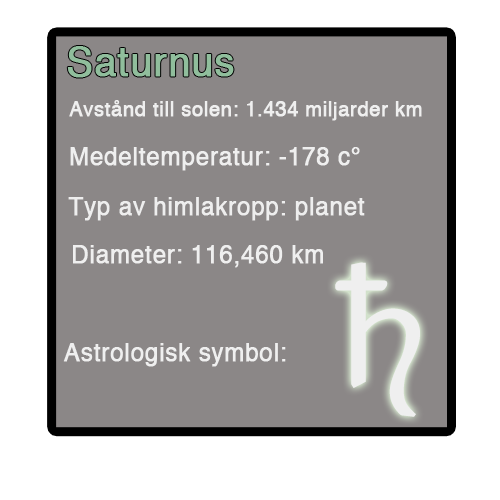 Saturnus
Avstånd till solen: 1.434 miljarder km
Medeltemperatur: -178 c°
Typ av himlakropp: planet
Diameter: 116,460 km
Astrologisk symbol: ♄